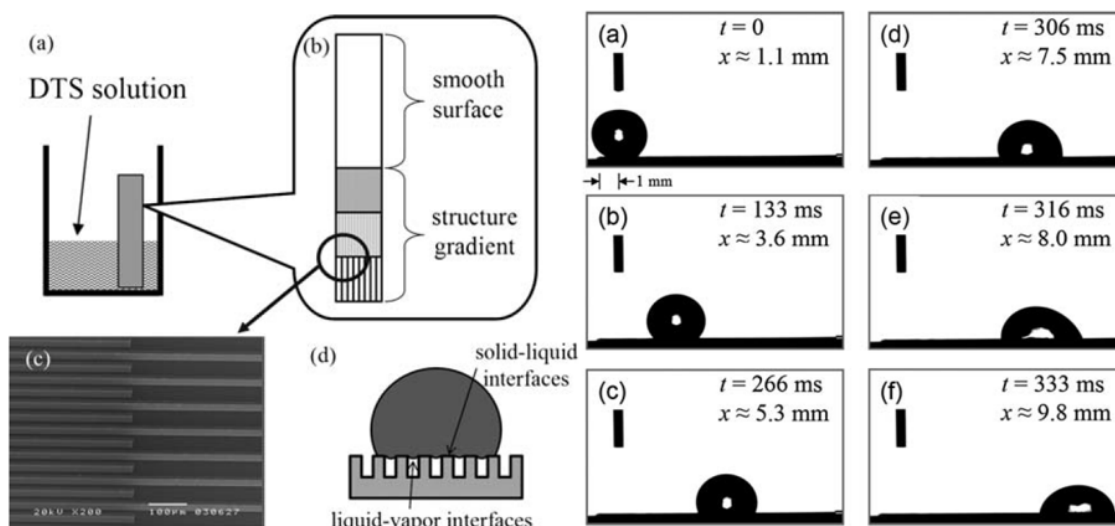 (a)
DTS solution
(b)
smooth
surface
structure
gradient
(c)
20kV X200 100µm 030627
(d)
solid-liquid
interfaces
liquid-vapor interfaces
(a)
t = 0
x ≈ 1.1 mm
1 mm
(b)
t = 133 ms
x ≈ 3.6 mm
(c)
t = 266 ms
x ≈ 5.3 mm
(d)
t = 306 ms
x ≈ 7.5 mm
(e)
t = 316 ms
x ≈ 8.0 mm
(f)
t = 333 ms
x ≈ 9.8 mm